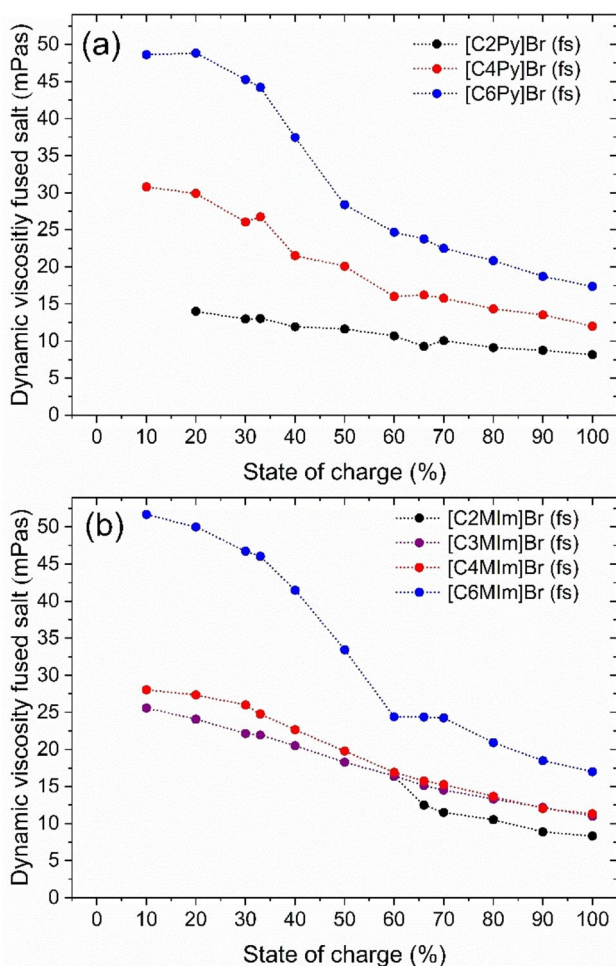 (a)
[C2Py]Br (fs)
[C4Py]Br (fs)
[C6Py]Br (fs)
Dynamic viscositiy fused salt (mPas)
50
45
40
35
30
25
20
15
10
5
0
0 10 20 30 40 50 60 70 80 90 100
State of charge (%)
(b)
[C2MIm]Br (fs)
[C3MIm]Br (fs)
[C4MIm]Br (fs)
[C6MIm]Br (fs)
Dynamic viscosity fused salt (mPas)
50
45
40
35
30
25
20
15
10
5
0
0 10 20 30 40 50 60 70 80 90 100
State of charge (%)